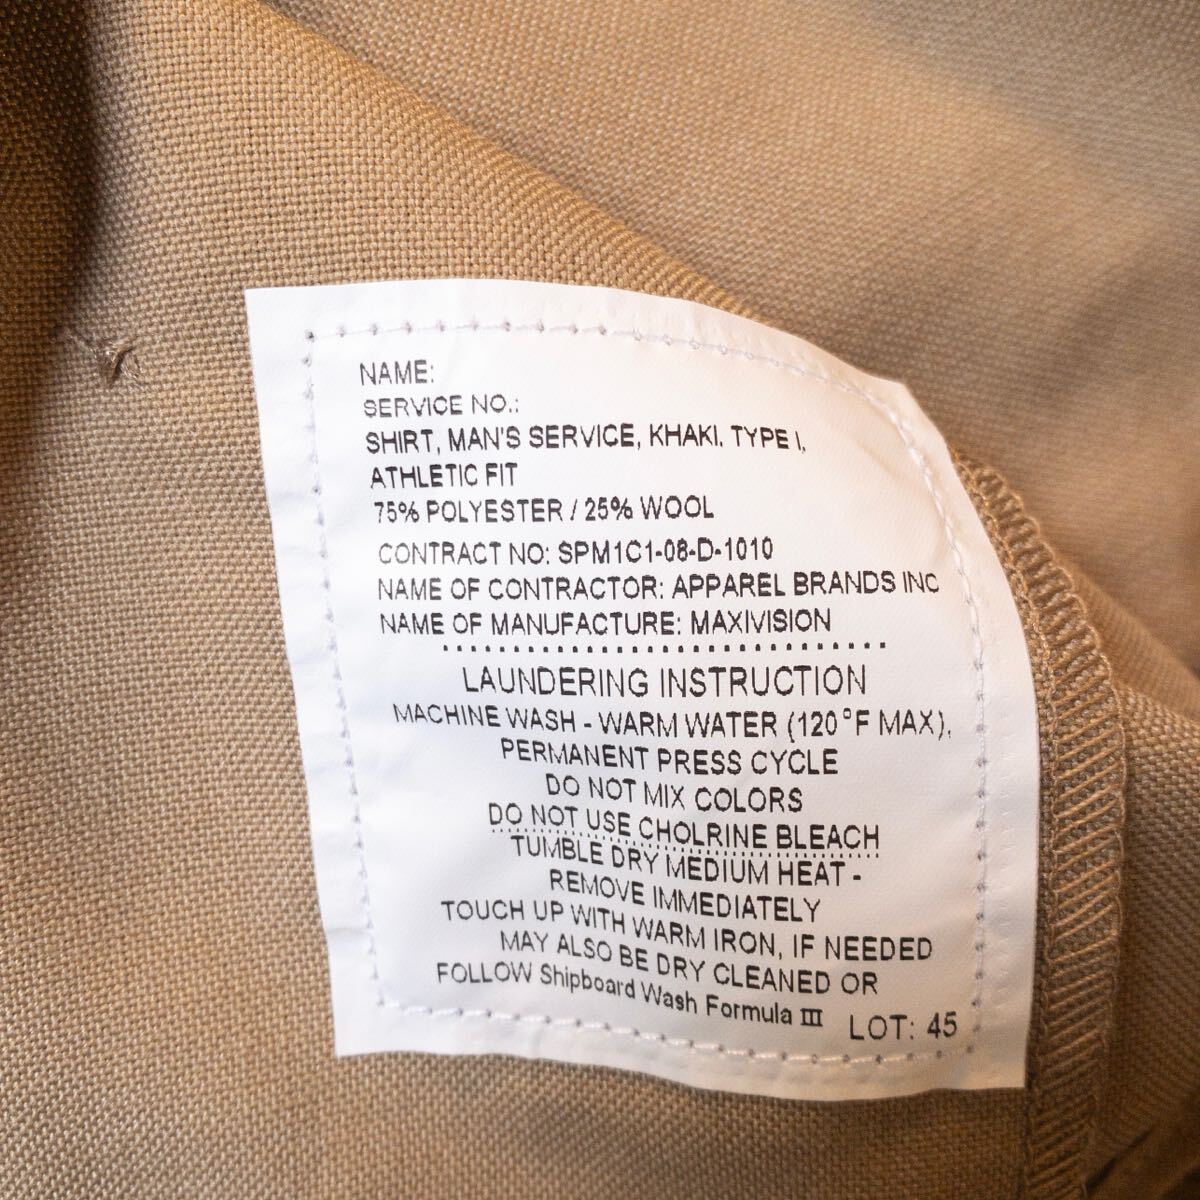 NAME:
SERVICE NO.:
SHIRT, MAN'S SERVICE, KHAKI. TYPE I,
ATHLETIC FIT
75% POLYESTER / 25% WOOL
CONTRACT NO: SPM1C1-08-D-1010
NAME OF CONTRACTOR: APPAREL BRANDS INC
NAME OF MANUFACTURE: MAXIVISION
LAUNDERING INSTRUCTION
MACHINE WASH - WARM WATER (120°F MAX),
PERMANENT PRESS CYCLE
DO NOT MIX COLORS
DO NOT USE CHOLRINE BLEACH
TUMBLE DRY MEDIUM HEAT -
REMOVE IMMEDIATELY
TOUCH UP WITH WARM IRON, IF NEEDED
MAY ALSO BE DRY CLEANED OR
FOLLOW Shipboard Wash Formula III
LOT: 45